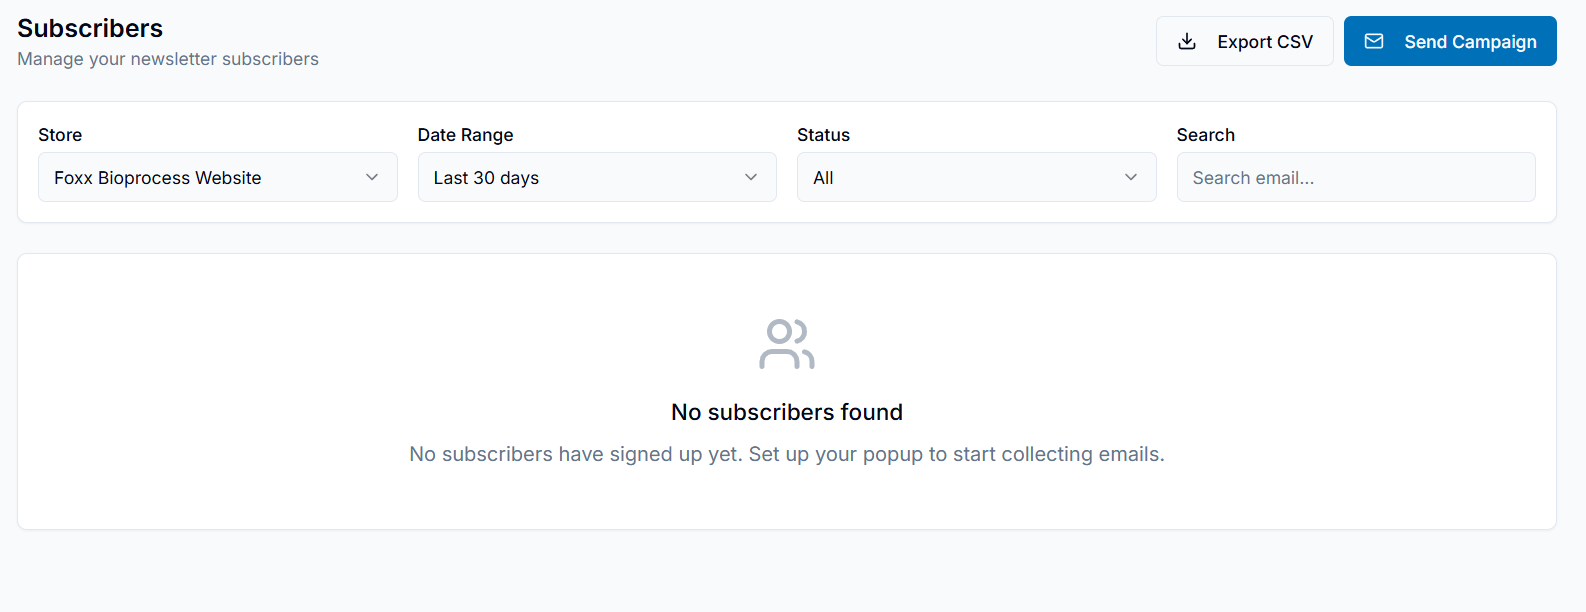 Subscribers
Manage your newsletter subscribers
Export CSV
Send Campaign
Store
Date Range
Status
Search
Foxx Bioprocess Website
Last 30 days
All
Search email...
No subscribers found
No subscribers have signed up yet. Set up your popup to start collecting emails.